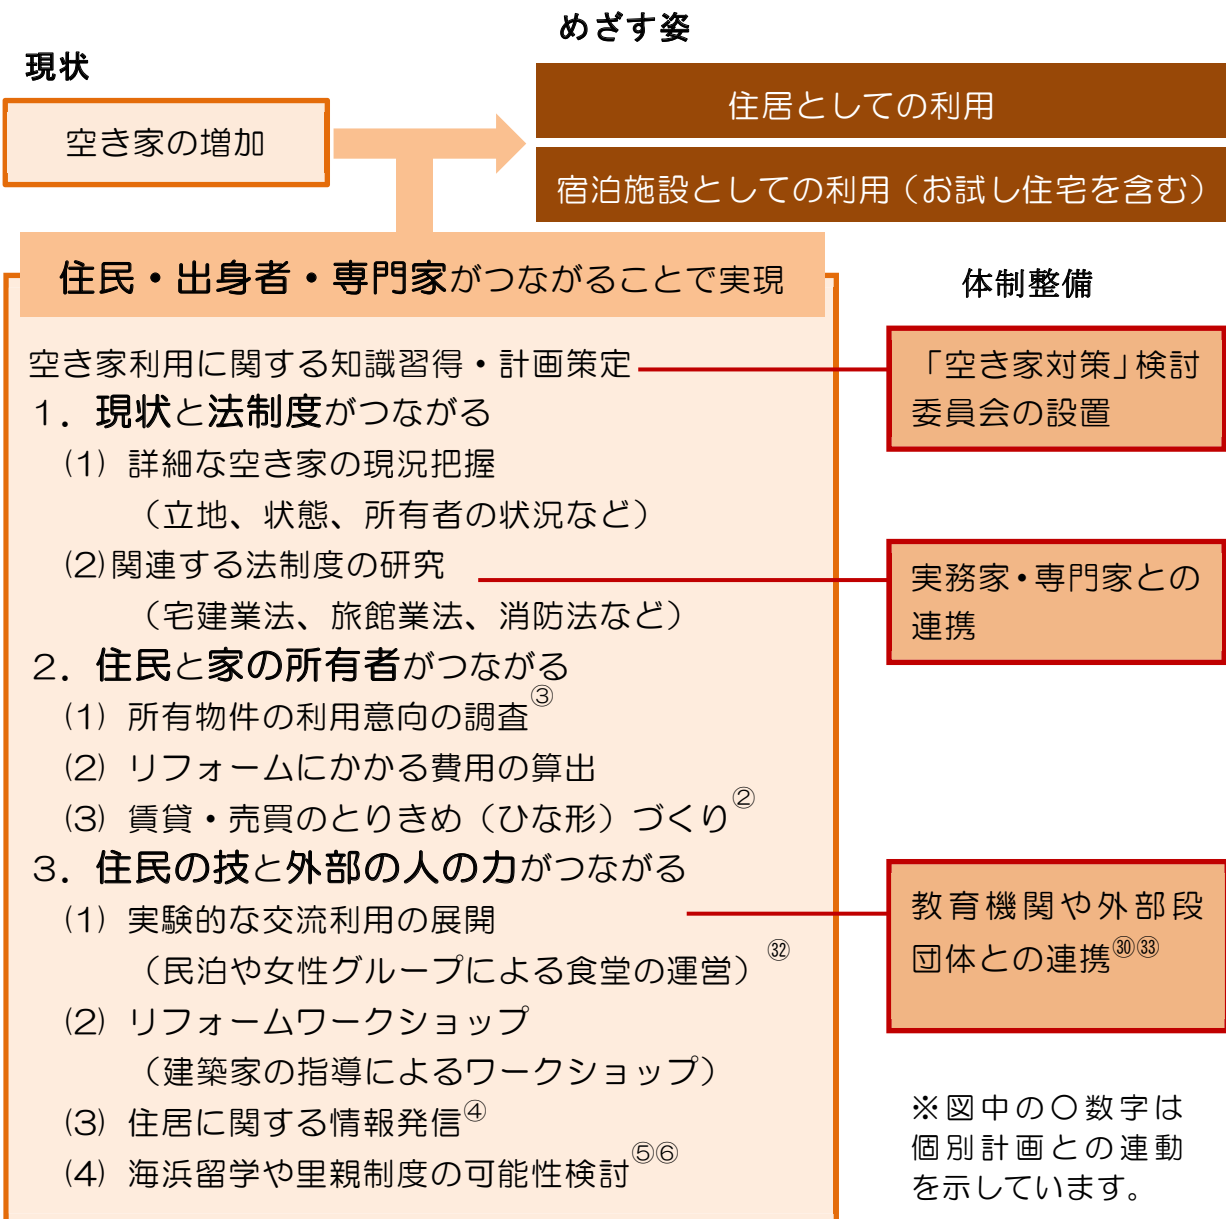 めざす姿
現状
住居としての利用
空き家の増加
宿泊施設としての利用（お試し住宅を含む）
住民・出身者・専門家がつながることで実現
空き家利用に関する知識習得・計画策定
１．現状と法制度がつながる
(1) 詳細な空き家の現況把握
（立地、状態、所有者の状況など）
(2)関連する法制度の研究
（宅建業法、旅館業法、消防法など）
２．住民と家の所有者がつながる
(1) 所有物件の利用意向の調査③
(2) リフォームにかかる費用の算出
(3) 賃貸・売買のとりきめ（ひな形）づくり②
３．住民の技と外部の人の力がつながる
(1) 実験的な交流利用の展開
（民泊や女性グループによる食堂の運営）㉜
(2) リフォームワークショップ
（建築家の指導によるワークショップ）
(3) 住居に関する情報発信④
(4) 海浜留学や里親制度の可能性検討⑤⑥
体制整備
「空き家対策」検討
委員会の設置
実務家・専門家との
連携
教育機関や外部段
団体との連携㉚㉝
※図中の〇数字は
個別計画との連動
を示しています。